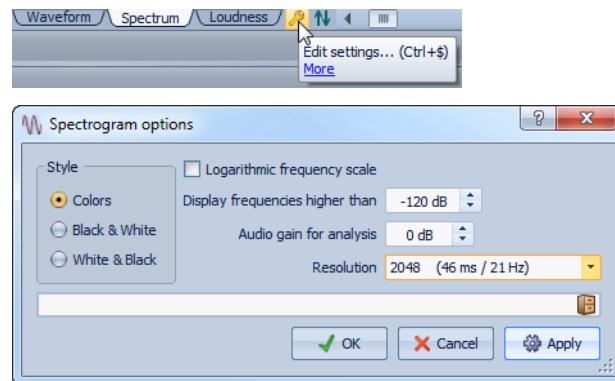 Waveform Spectrum Loudness
Edit settings... (Ctrl+$)
More
Spectrogram options
Style
Colors
Black & White
White & Black
Logarithmic frequency scale
Display frequencies higher than -120 dB
Audio gain for analysis 0 dB
Resolution 2048 (46 ms / 21 Hz)
OK Cancel Apply